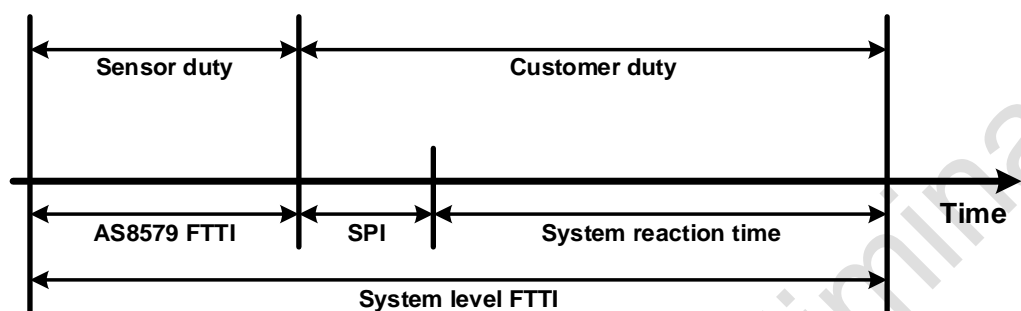 Sensor duty
Customer duty
Time
AS8579 FTTI
SPI
System reaction time
System level FTTI